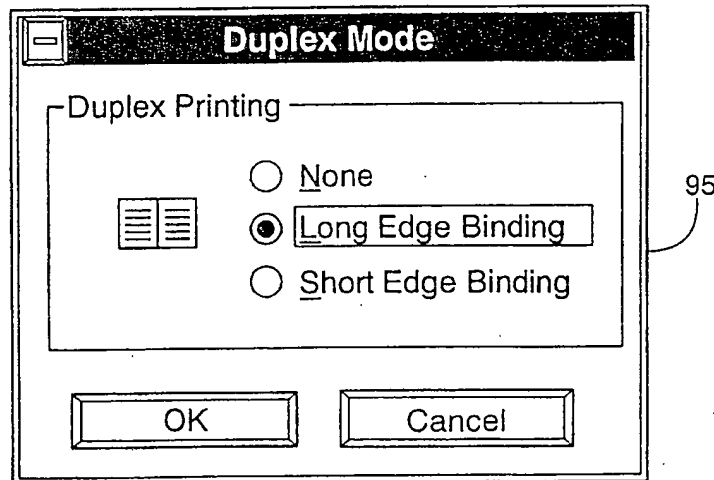 Duplex Mode
Duplex Printing
None
Long Edge Binding
Short Edge Binding
95
OK
Cancel